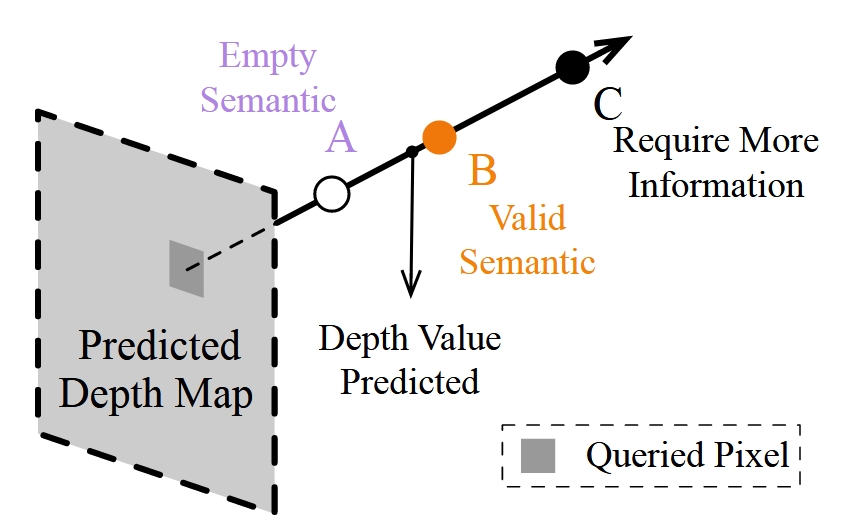 Empty
Semantic
A
C
Require More
Information
B
Valid
Semantic
Predicted
Depth Map
Depth Value
Predicted
Queried Pixel